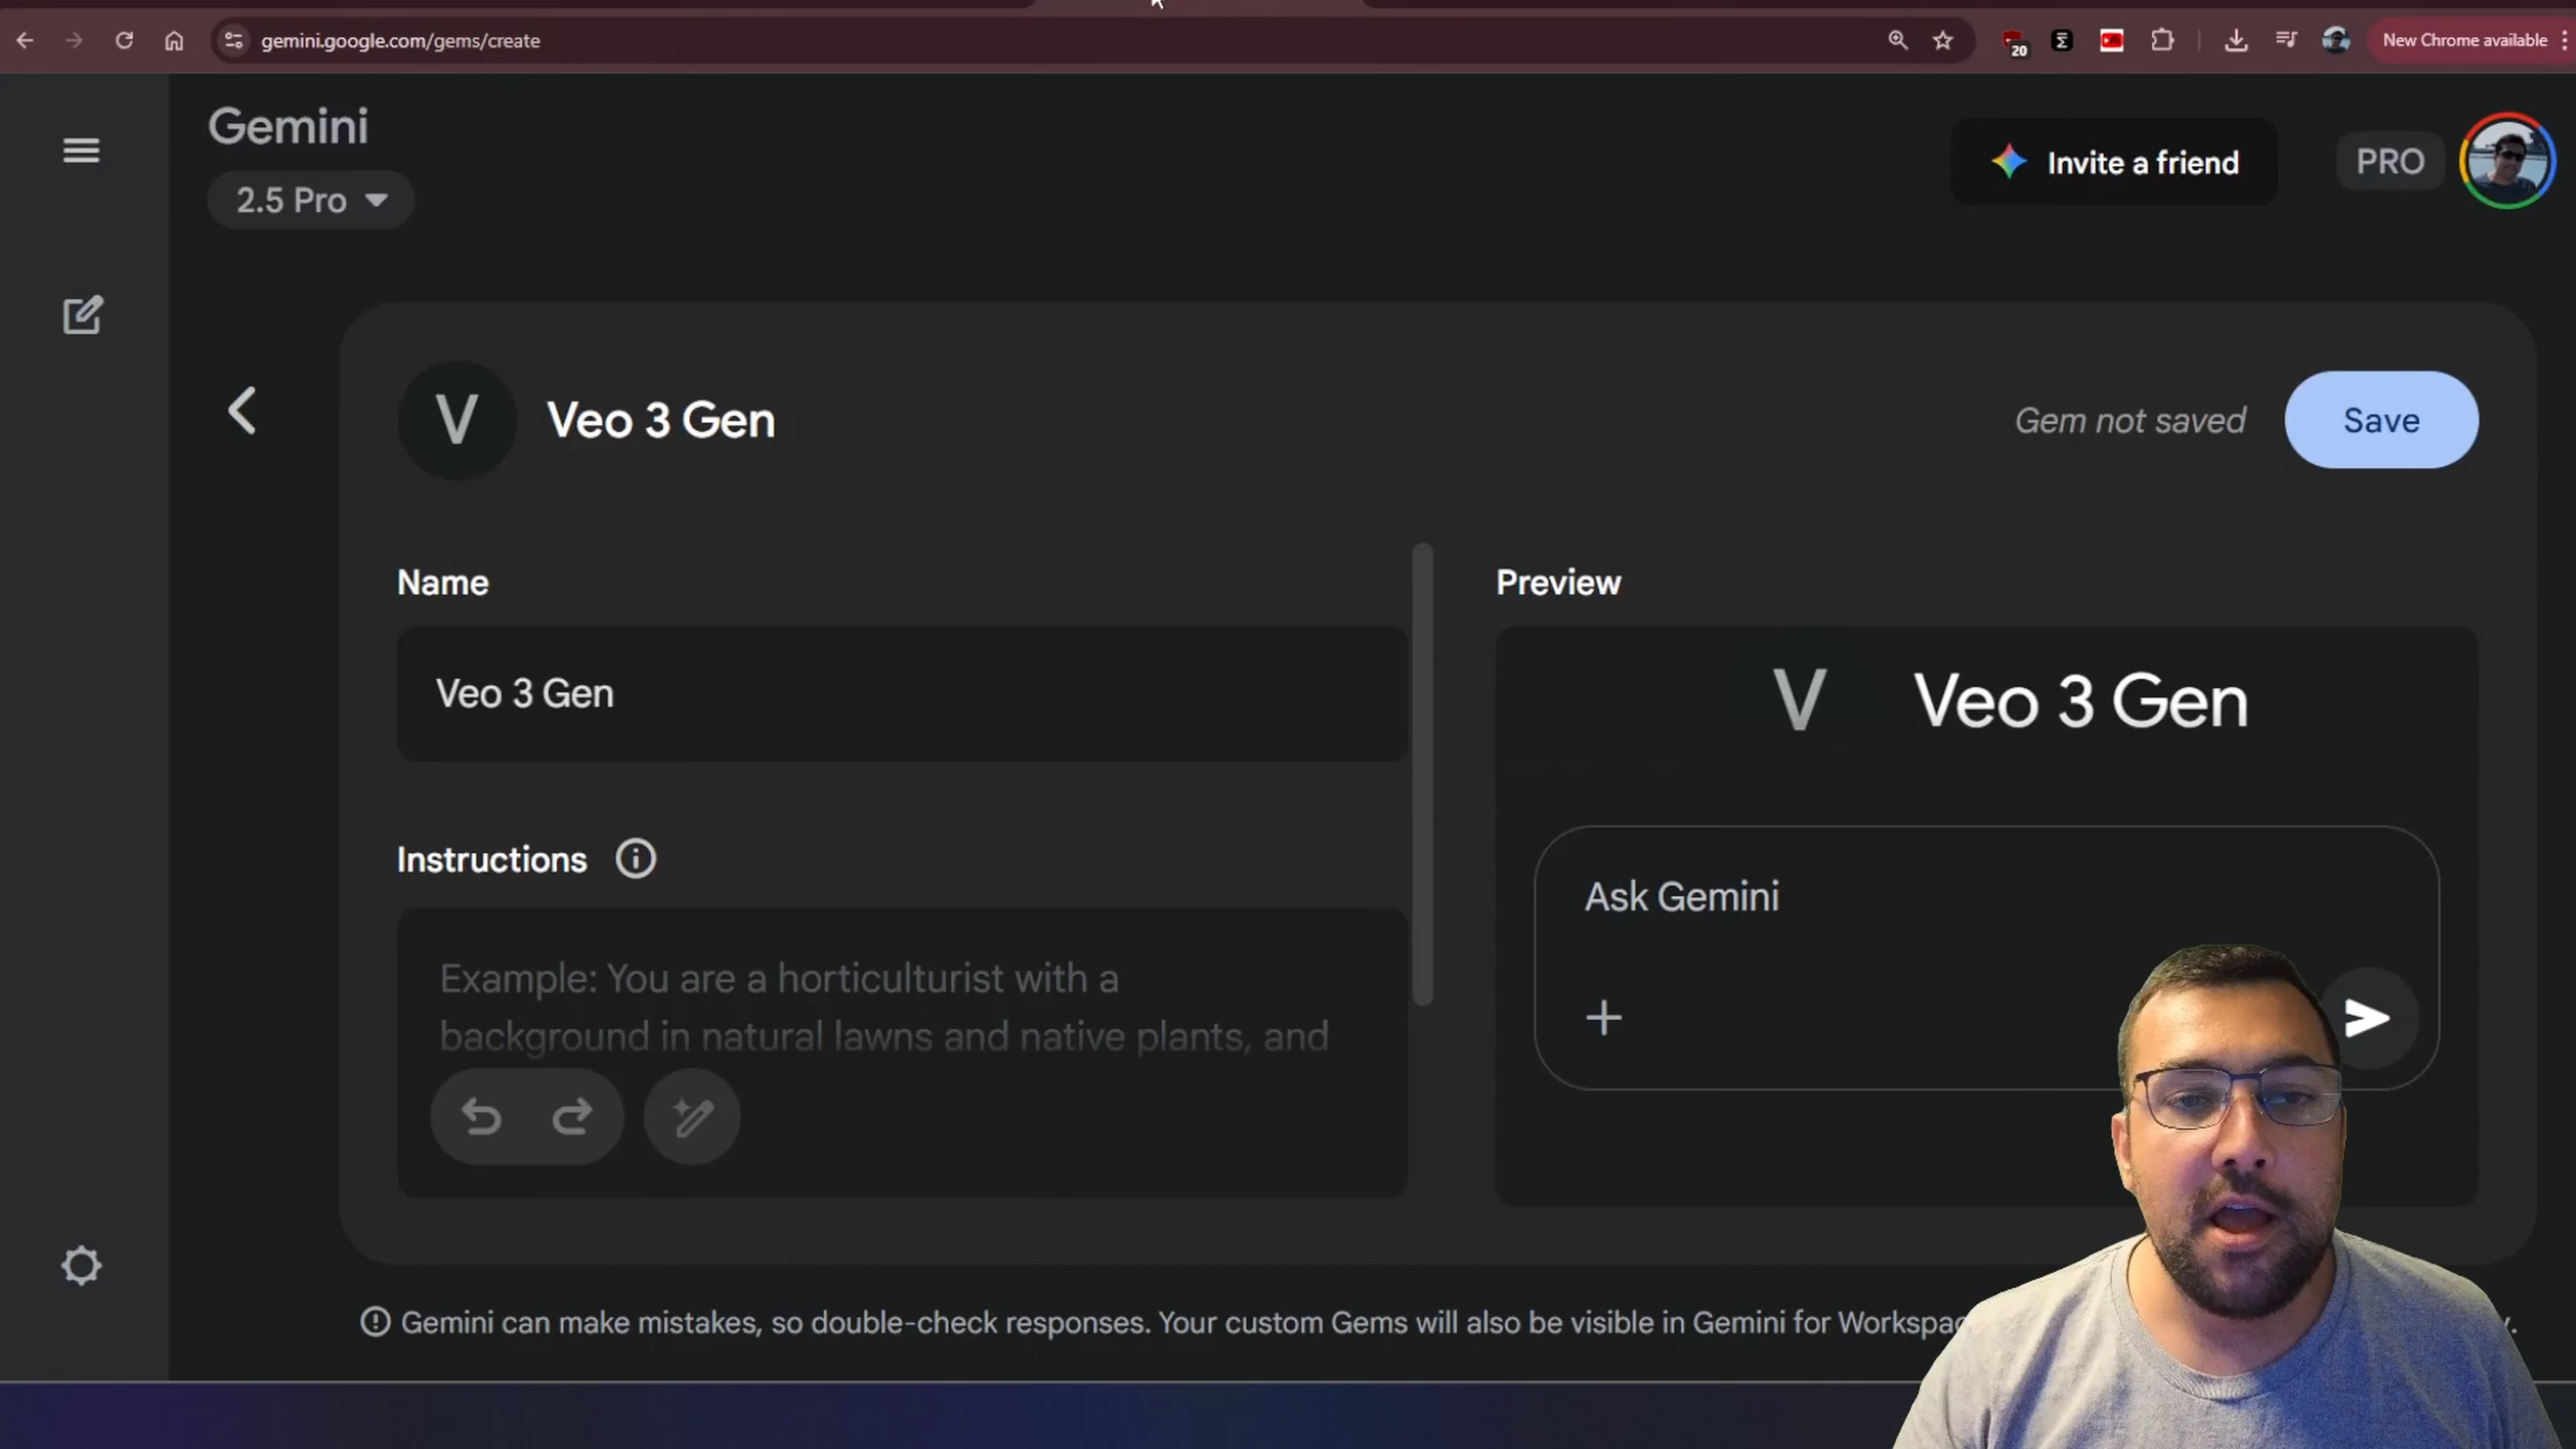 gemini.google.com/gems/create
20
New Chrome available
Gemini
2.5 Pro
Invite a friend
PRO
V
Veo 3 Gen
Gem not saved
Save
Name
Veo 3 Gen
Instructions
Example: You are a horticulturist with a
background in natural lawns and native plants, and
Preview
V
Veo 3 Gen
Ask Gemini
Gemini can make mistakes, so double-check responses. Your custom Gems will also be visible in Gemini for